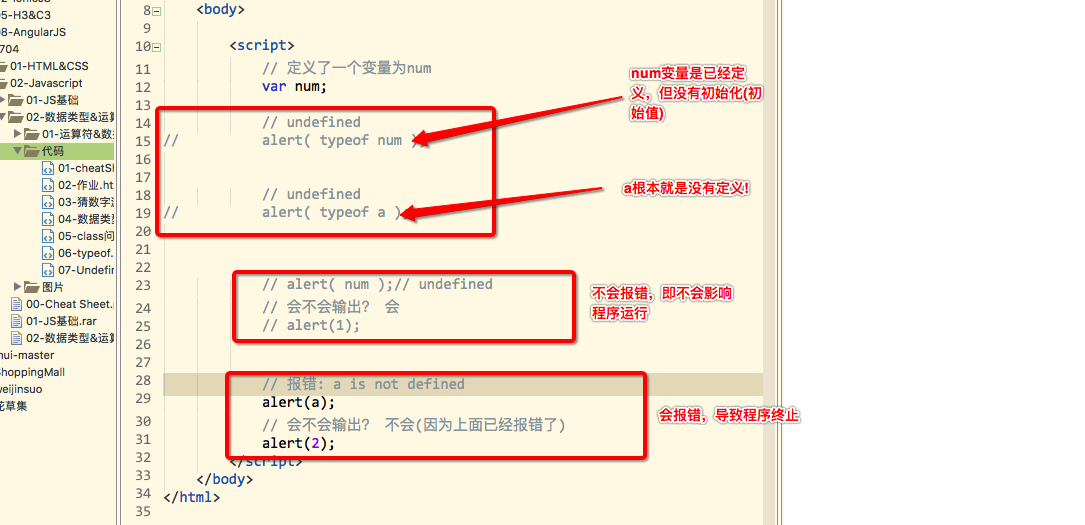 05-H3&C3
08-AngularJS
704
01-HTML&CSS
02-Javascript
01-JS基础
02-数据类型&运算
01-运算符&数
代码
01-cheatSh
02-作业.ht
03-猜数字
04-数据类型
05-class问
06-typeof.
07-Undefin
图片
00-Cheat Sheet.
01-JS基础.rar
02-数据类型&运算
hui-master
ShoppingMall
weijinsuo
花草集
8 <body>
9
10 <script>
11 // 定义了一个变量为num
12 var num;
13
14 // undefined
15 // alert( typeof num )
16
17
18 // undefined
19 // alert( typeof a )
20
21
22
23 // alert( num );// undefined
24 // 会不会输出？ 会
25 // alert(1);
26
27
28 // 报错: a is not defined
29 alert(a);
30 // 会不会输出？ 不会(因为上面已经报错了)
31 alert(2);
32 </script>
33 </body>
34 </html>
35
num变量是已经定
义，但没有初始化(初
始值)
a根本就是没有定义!
不会报错，即不会影响
程序运行
会报错，导致程序终止